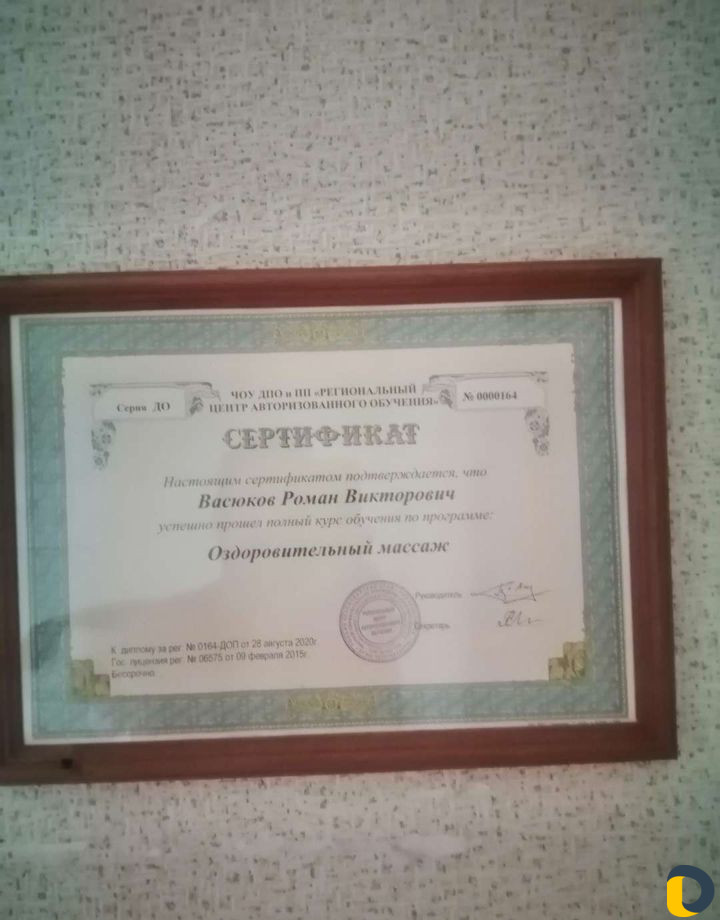 Серия ДО
ЧОУ ДПО и ПП «РЕГИОНАЛЬНЫЙ
ЦЕНТР АВТОРИЗОВАННОГО ОБУЧЕНИЯ»
№ 0000164
СЕРТИФИКАТ
Настоящим сертификатом подтверждается, что
Васюков Роман Викторович
успешно прошел полный курс обучения по программе:
Оздоровительный массаж
Руководитель
Секретарь
К диплому за рег. № 0164-ДОП от 28 августа 2020г
Гос. лицензия рег. № 06575 от 09 февраля 2015г
Бессрочно.